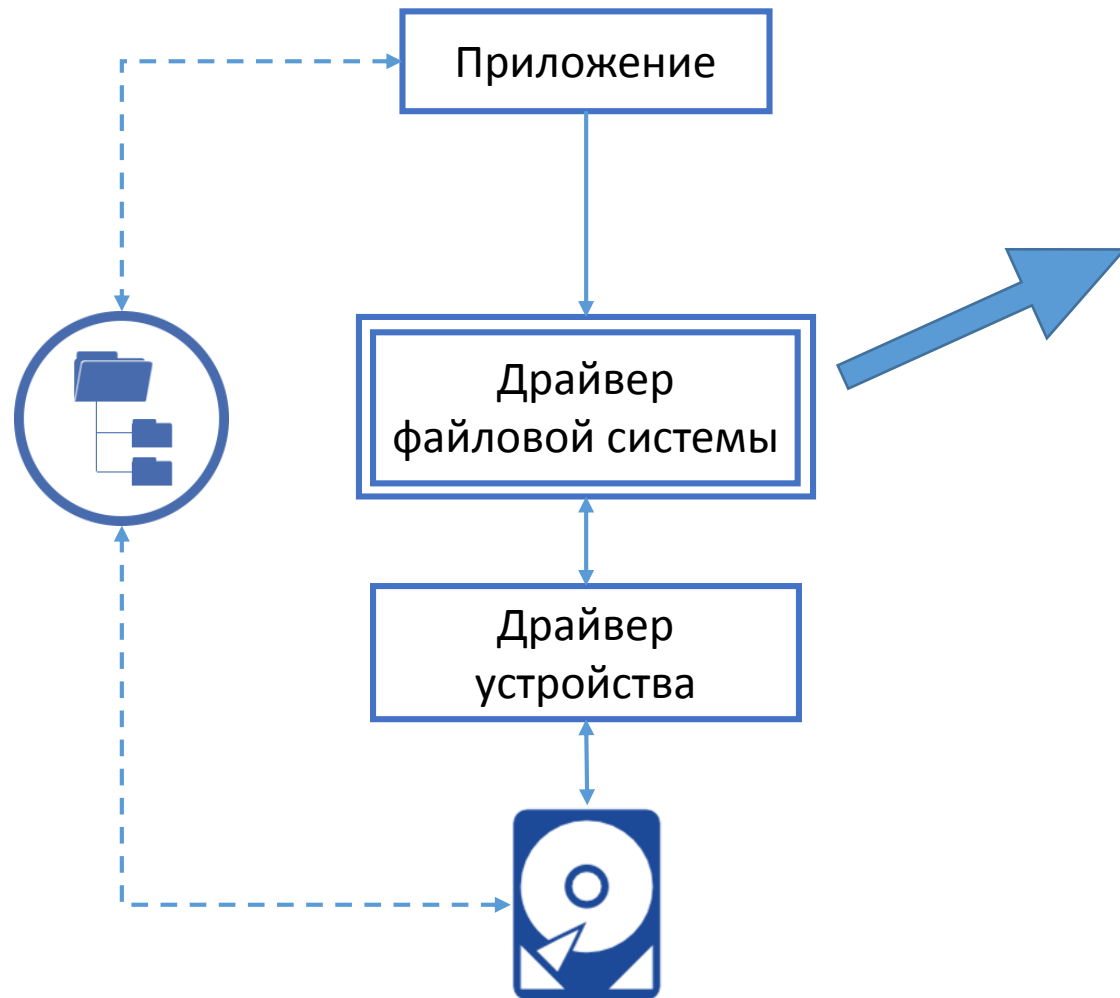 Приложение
Драйвер
файловой системы
Драйвер
устройства